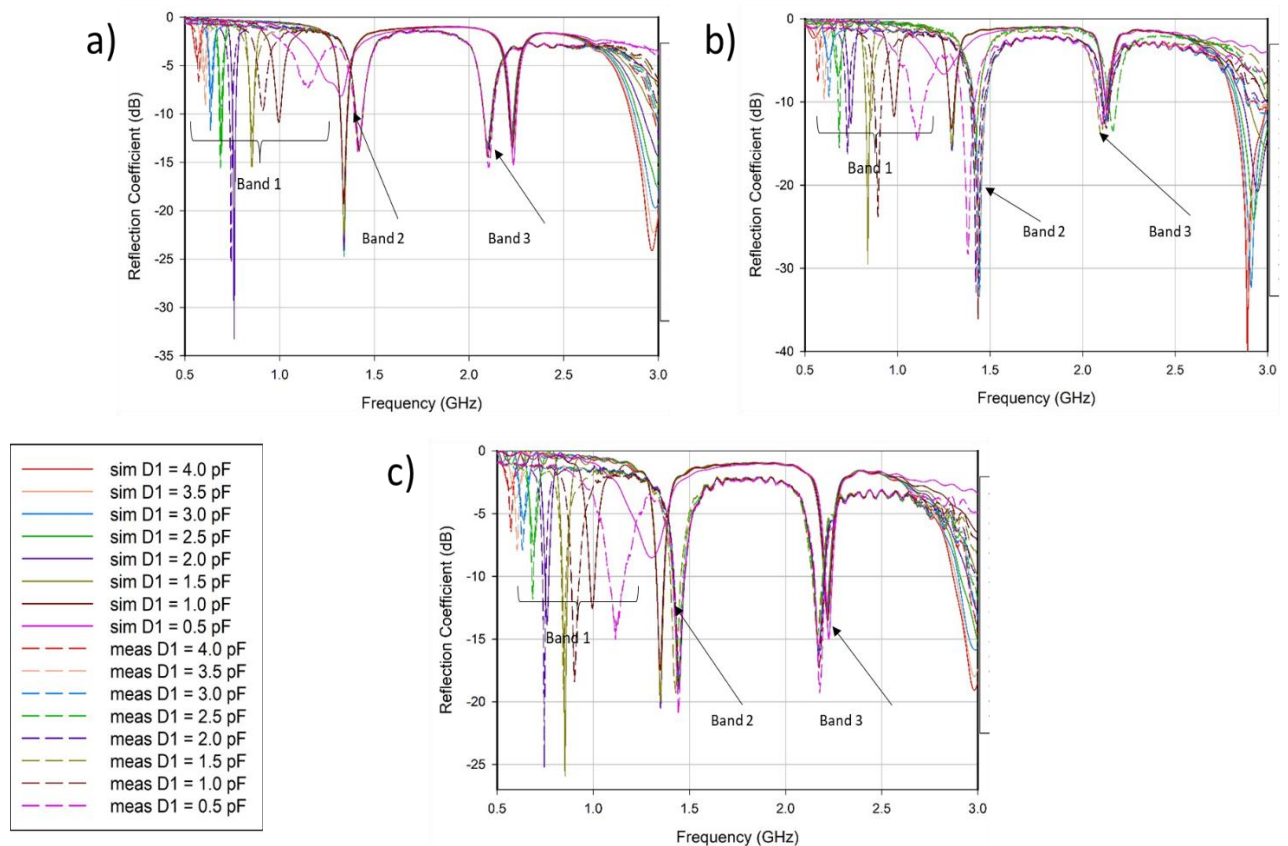 a)
0
-5
-10
-15
-20
-25
-30
-35
Reflection Coefficient (dB)
Band 1
Band 2
Band 3
0.5 1.0 1.5 2.0 2.5 3.0
Frequency (GHz)
b)
0
-10
-20
-30
-40
Reflection Coefficient (dB)
Band 1
Band 2
Band 3
0.5 1.0 1.5 2.0 2.5 3.0
Frequency (GHz)
sim D1 = 4.0 pF
sim D1 = 3.5 pF
sim D1 = 3.0 pF
sim D1 = 2.5 pF
sim D1 = 2.0 pF
sim D1 = 1.5 pF
sim D1 = 1.0 pF
sim D1 = 0.5 pF
meas D1 = 4.0 pF
meas D1 = 3.5 pF
meas D1 = 3.0 pF
meas D1 = 2.5 pF
meas D1 = 2.0 pF
meas D1 = 1.5 pF
meas D1 = 1.0 pF
meas D1 = 0.5 pF
c)
0
-5
-10
-15
-20
-25
Reflection Coefficient (dB)
Band 1
Band 2
Band 3
0.5 1.0 1.5 2.0 2.5 3.0
Frequency (GHz)